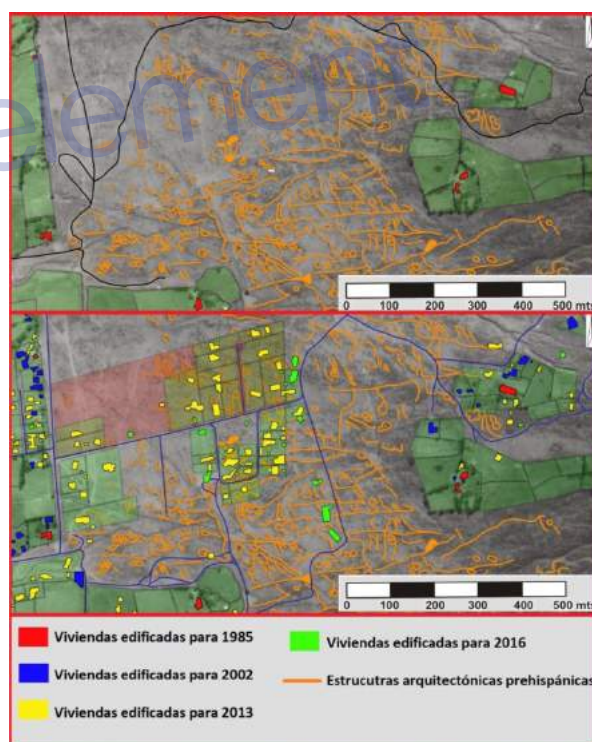 element
0 100 200 300 400 500 mts
0 100 200 300 400 500 mts
Viviendas edificadas para 1985
Viviendas edificadas para 2002
Viviendas edificadas para 2013
Viviendas edificadas para 2016
Estrucutras arquitectónicas prehispánicas